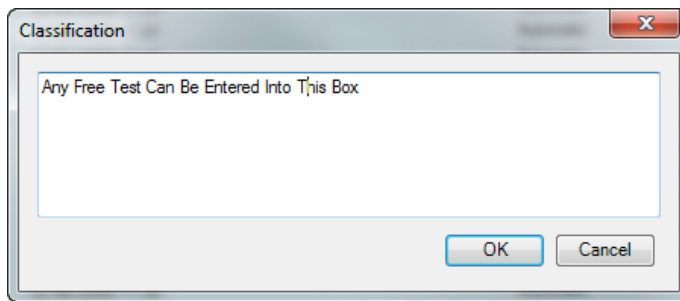 Classification
Any Free Test Can Be Entered Into This Box
OK
Cancel